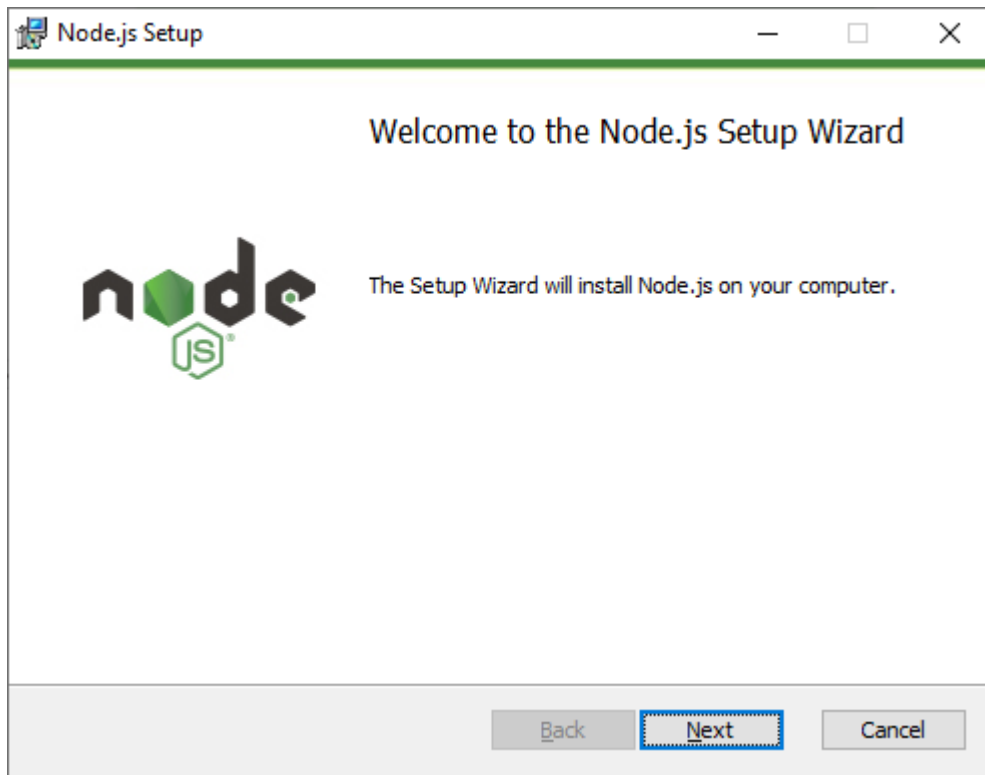 Node.js Setup
Welcome to the Node.js Setup Wizard
The Setup Wizard will install Node.js on your computer.
node
JS®
Back
Next
Cancel